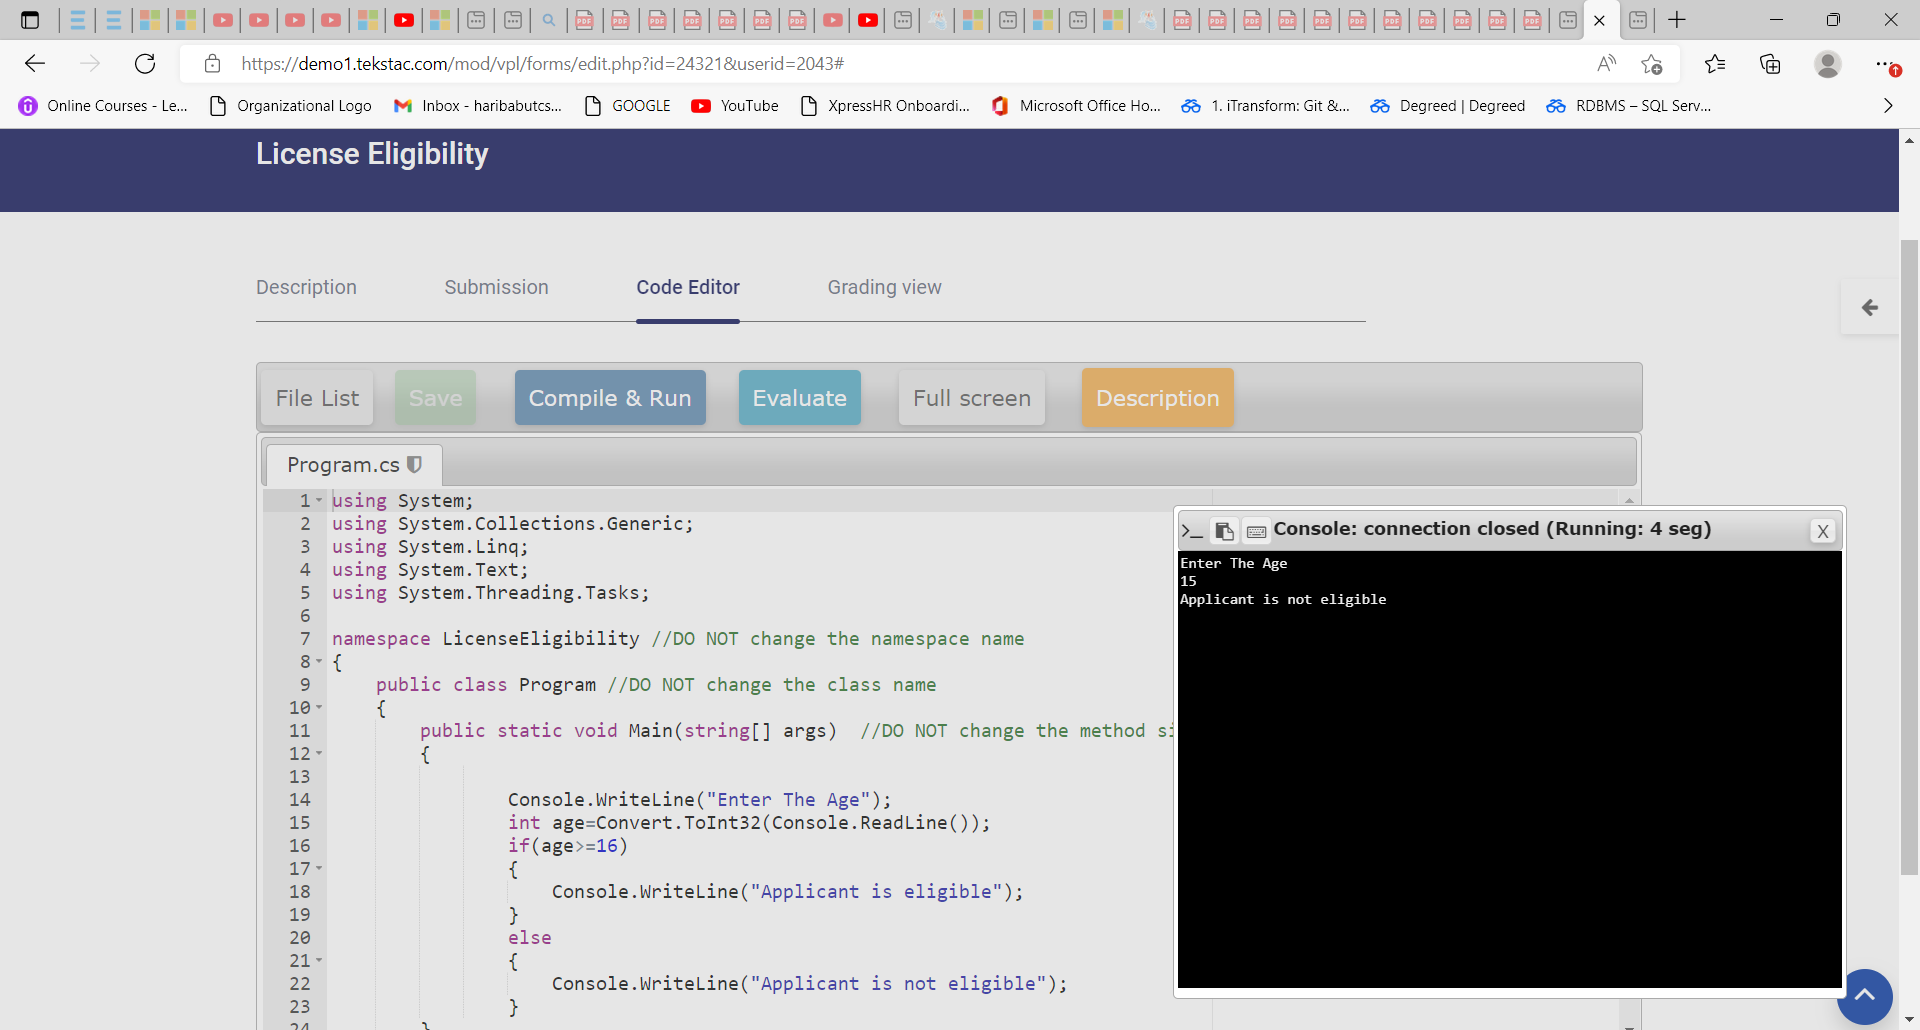 https://demo1.tekstac.com/mod/vpl/forms/edit.php?id=24321&userid=2043#
Online Courses - Le... Organizational Logo Inbox - haribabutcs... GOOGLE YouTube XpressHR Onboardi... Microsoft Office Ho... 1. iTransform: Git &... Degreed | Degreed RDBMS – SQL Serv...
License Eligibility
Description Submission Code Editor Grading view
File List Save Compile & Run Evaluate Full screen Description
Program.cs
1 using System;
2 using System.Collections.Generic;
3 using System.Linq;
4 using System.Text;
5 using System.Threading.Tasks;
6
7 namespace LicenseEligibility //DO NOT change the namespace name
8 {
9 public class Program //DO NOT change the class name
10 {
11 public static void Main(string[] args) //DO NOT change the method si
12 {
13
14 Console.WriteLine("Enter The Age");
15 int age=Convert.ToInt32(Console.ReadLine());
16 if(age>=16)
17 {
18 Console.WriteLine("Applicant is eligible");
19 }
20 else
21 {
22 Console.WriteLine("Applicant is not eligible");
23 }
24 }
Console: connection closed (Running: 4 seg) X
Enter The Age
15
Applicant is not eligible